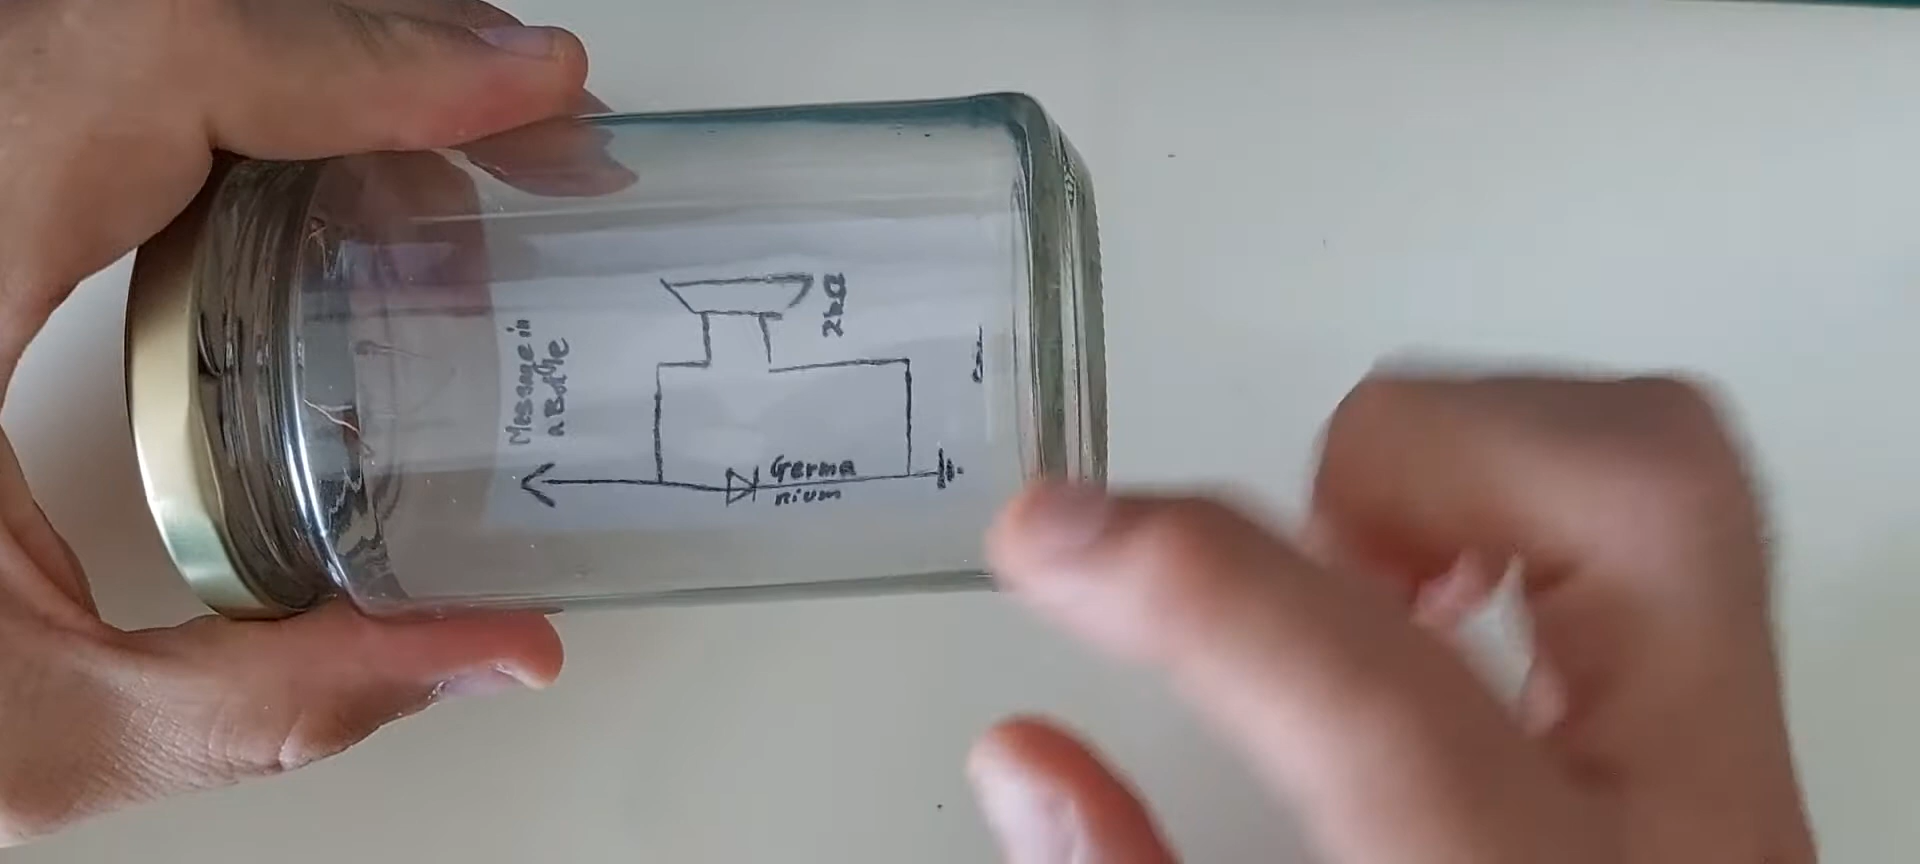 Message in
a Bottle
2kΩ
Germa
nium